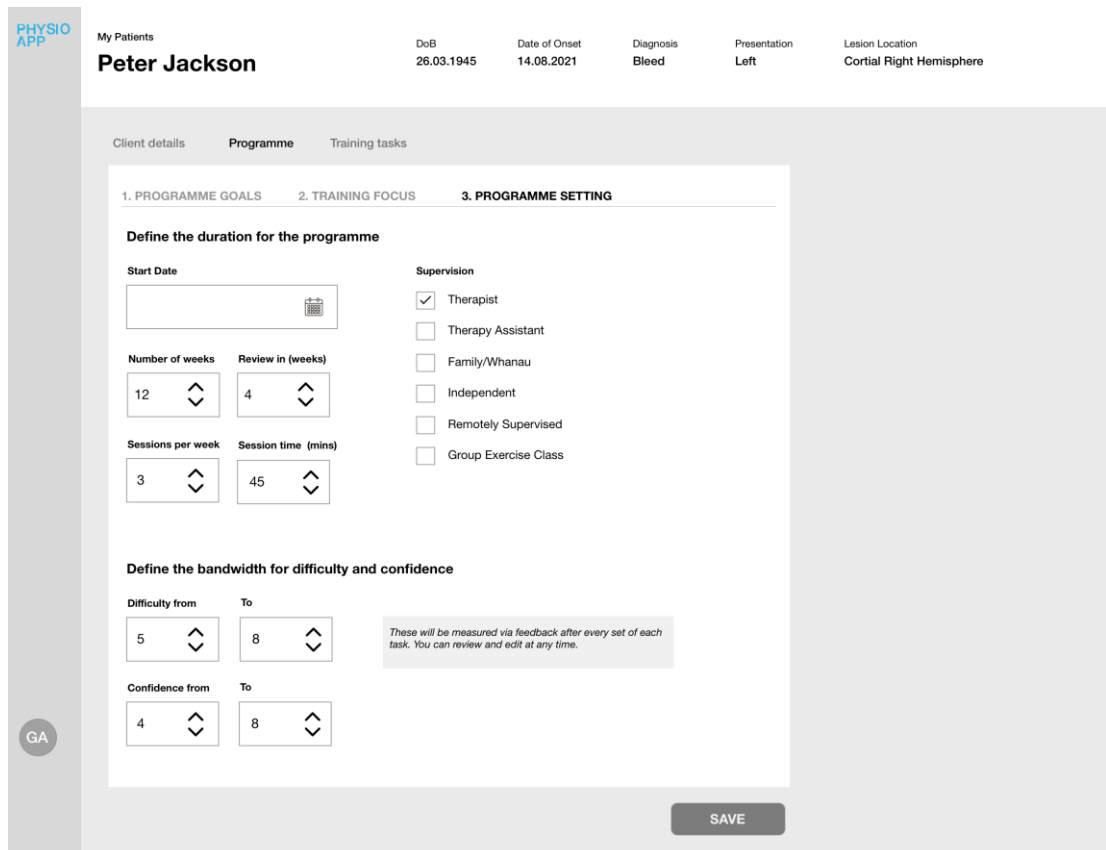 PHYSIO
APP
My Patients
Peter Jackson
DoB
26.03.1945
Date of Onset
14.08.2021
Diagnosis
Bleed
Presentation
Left
Lesion Location
Cortial Right Hemisphere
Client details Programme Training tasks
1. PROGRAMME GOALS 2. TRAINING FOCUS 3. PROGRAMME SETTING
Define the duration for the programme
Start Date
Number of weeks Review in (weeks)
12 4
Sessions per week Session time (mins)
3 45
Supervision
Therapist
Therapy Assistant
Family/Whanau
Independent
Remotely Supervised
Group Exercise Class
Define the bandwidth for difficulty and confidence
Difficulty from To
5 8
These will be measured via feedback after every set of each
task. You can review and edit at any time.
Confidence from To
4 8
GA
SAVE